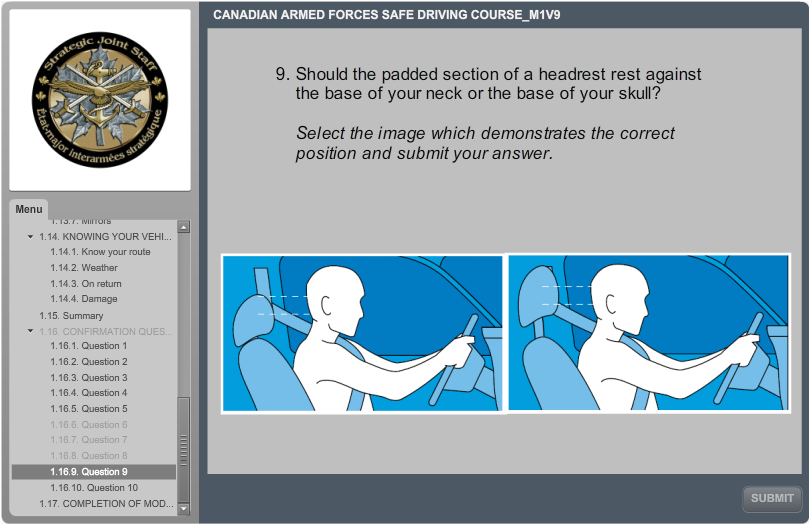 CANADIAN ARMED FORCES SAFE DRIVING COURSE_M1V9
Strategic Joint Staff
État-major interarmées stratégique
Menu
1.13.7. Mirrors
1.14. KNOWING YOUR VEHI...
1.14.1. Know your route
1.14.2. Weather
1.14.3. On return
1.14.4. Damage
1.15. Summary
1.16. CONFIRMATION QUES...
1.16.1. Question 1
1.16.2. Question 2
1.16.3. Question 3
1.16.4. Question 4
1.16.5. Question 5
1.16.6. Question 6
1.16.7. Question 7
1.16.8. Question 8
1.16.9. Question 9
1.16.10. Question 10
1.17. COMPLETION OF MOD...
9. Should the padded section of a headrest rest against
the base of your neck or the base of your skull?
Select the image which demonstrates the correct
position and submit your answer.
SUBMIT